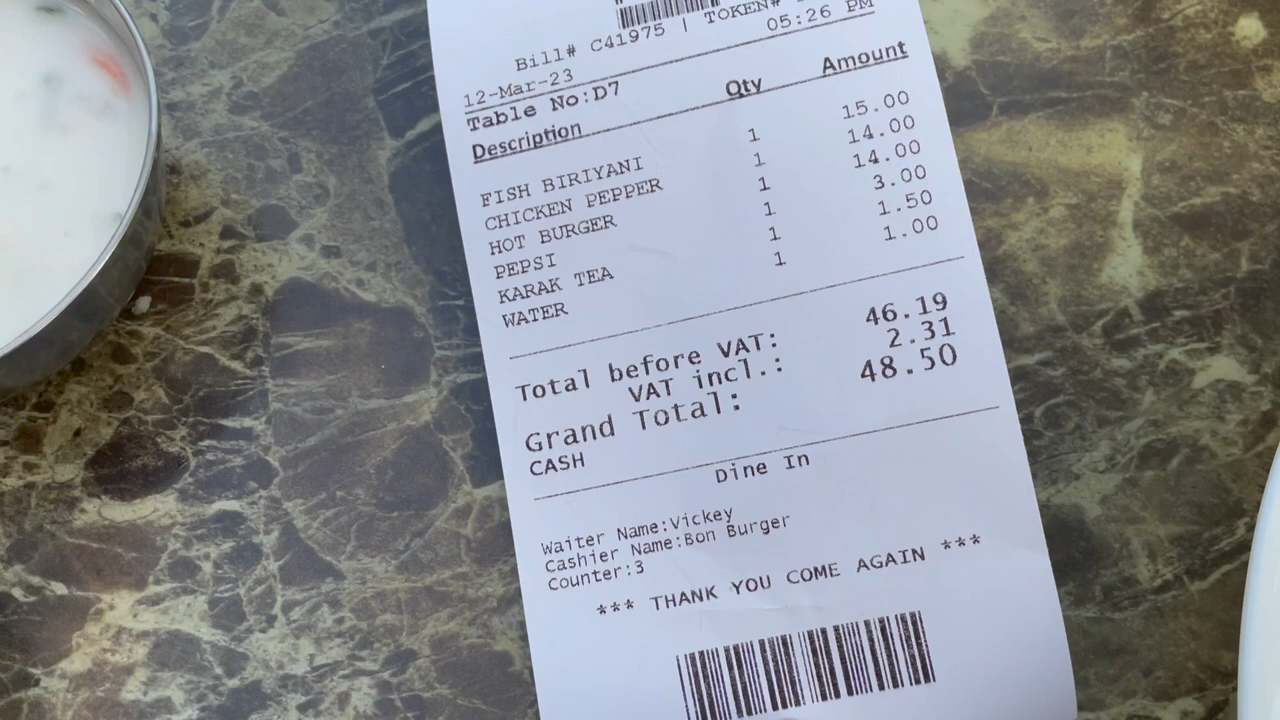 Bill# C41975 | TOKEN#
12-Mar-23 05:26 PM
Table No:D7
Description Qty Amount
FISH BIRIYANI 1 15.00
CHICKEN PEPPER 1 14.00
HOT BURGER 1 14.00
PEPSI 1 3.00
KARAK TEA 1 1.50
WATER 1 1.00
Total before VAT: 46.19
VAT incl.: 2.31
Grand Total: 48.50
CASH
Dine In
Waiter Name:Vickey
Cashier Name:Bon Burger
Counter:3
*** THANK YOU COME AGAIN ***